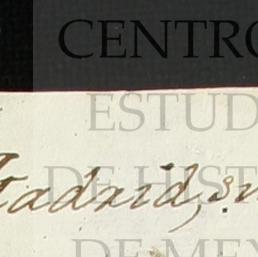 CENTRO
ESTUD
Madrid,
DE HIST
DE MEX